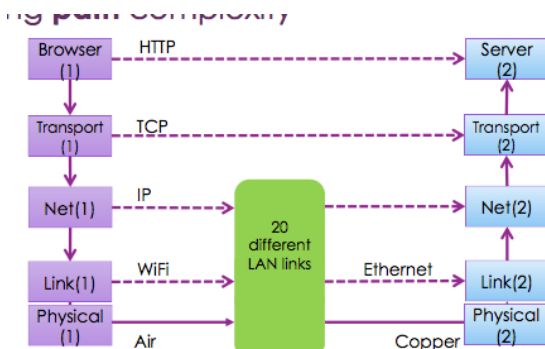 Browser HTTP Server
(1) (2)
Transport TCP Transport
(1) (2)
Net(1) IP Net(2)
20
different
LAN links
Link(1) WiFi Ethernet Link(2)
Physical Physical
(1) Air Copper (2)